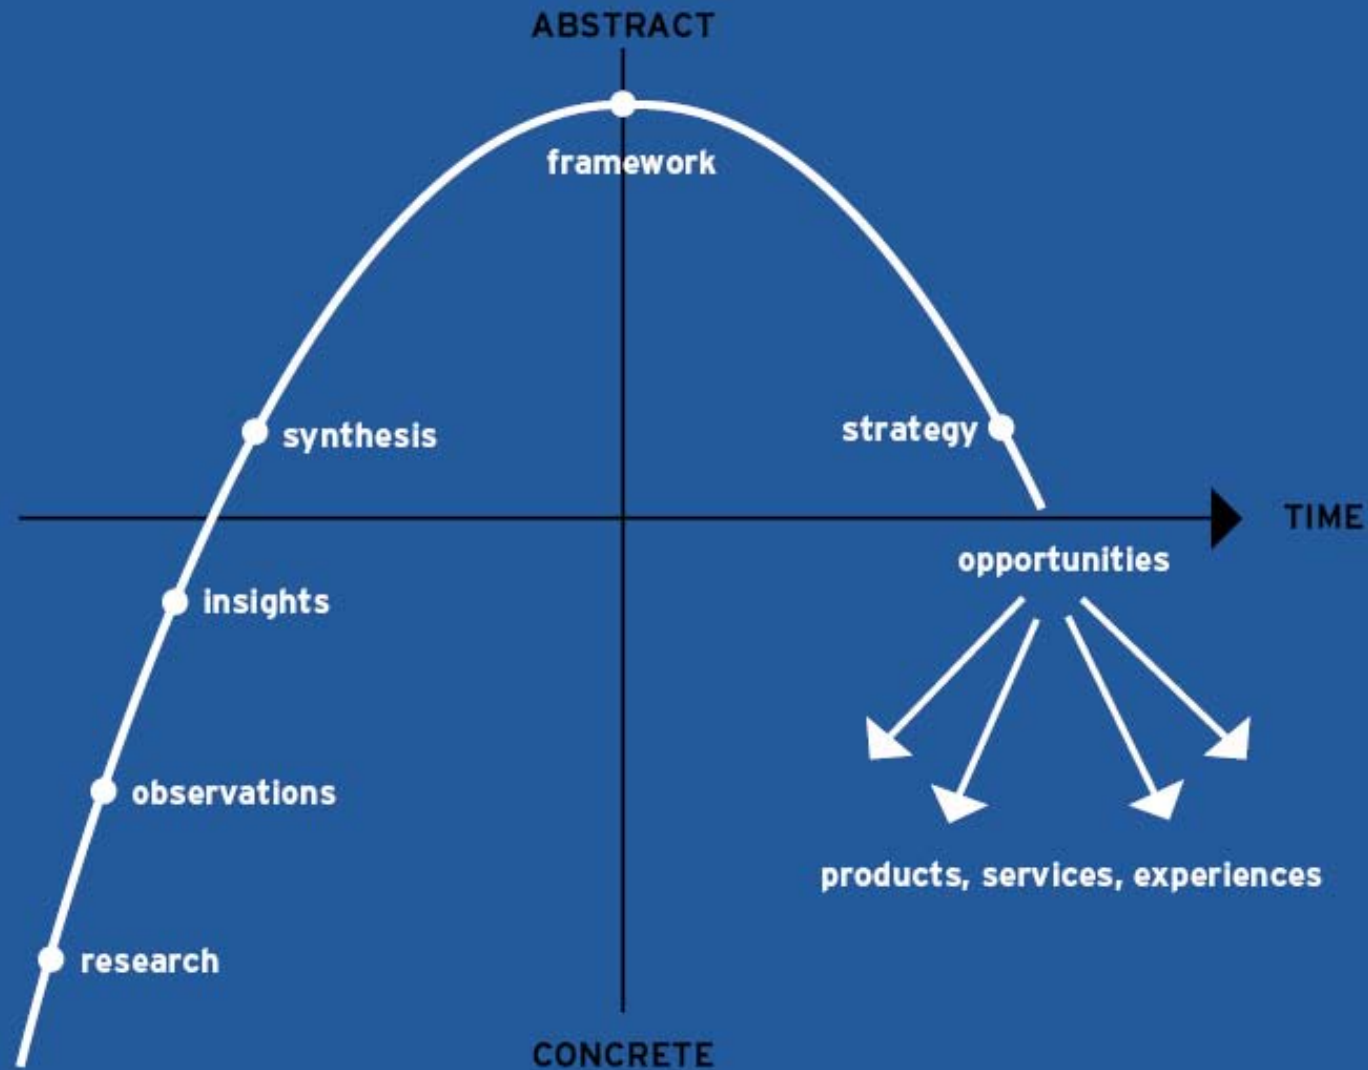 ABSTRACT
framework
synthesis
strategy
TIME
opportunities
insights
observations
products, services, experiences
research
CONCRETE